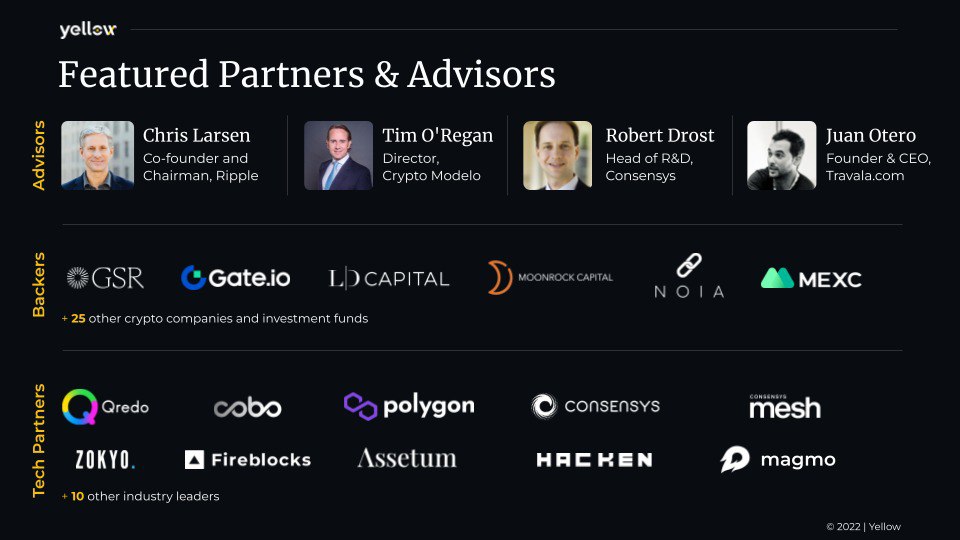 yellow
Featured Partners & Advisors
Advisors
Chris Larsen
Co-founder and
Chairman, Ripple
Tim O'Regan
Director,
Crypto Modelo
Robert Drost
Head of R&D,
Consensys
Juan Otero
Founder & CEO,
Travala.com
Backers
GSR
Gate.io
LD CAPITAL
MOONROCK CAPITAL
NOIA
MEXC
+ 25 other crypto companies and investment funds
Tech Partners
Qredo
cobo
polygon
CONSENSYS
CONSENSYS
mesh
ZOKYO.
Fireblocks
Assetum
HACKEN
magmo
+ 10 other industry leaders
© 2022 | Yellow